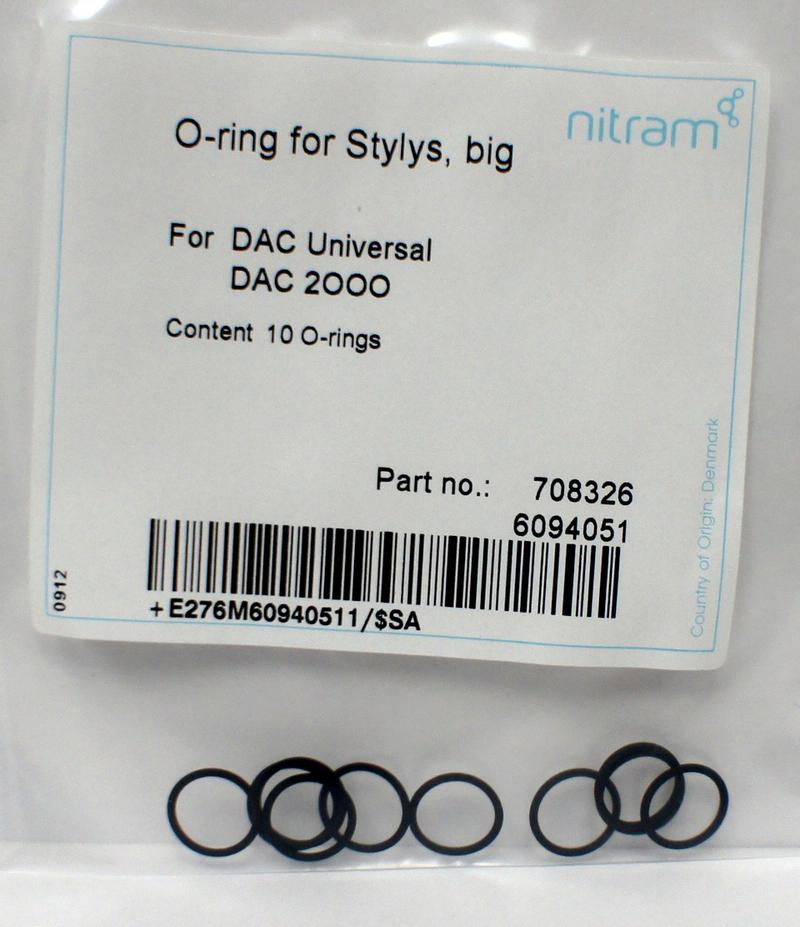 nitram
O-ring for Stylys, big
For DAC Universal
DAC 2000
Content 10 O-rings
Part no.: 708326
6094051
+E276M60940511/$SA
0912
Country of Origin: Denmark